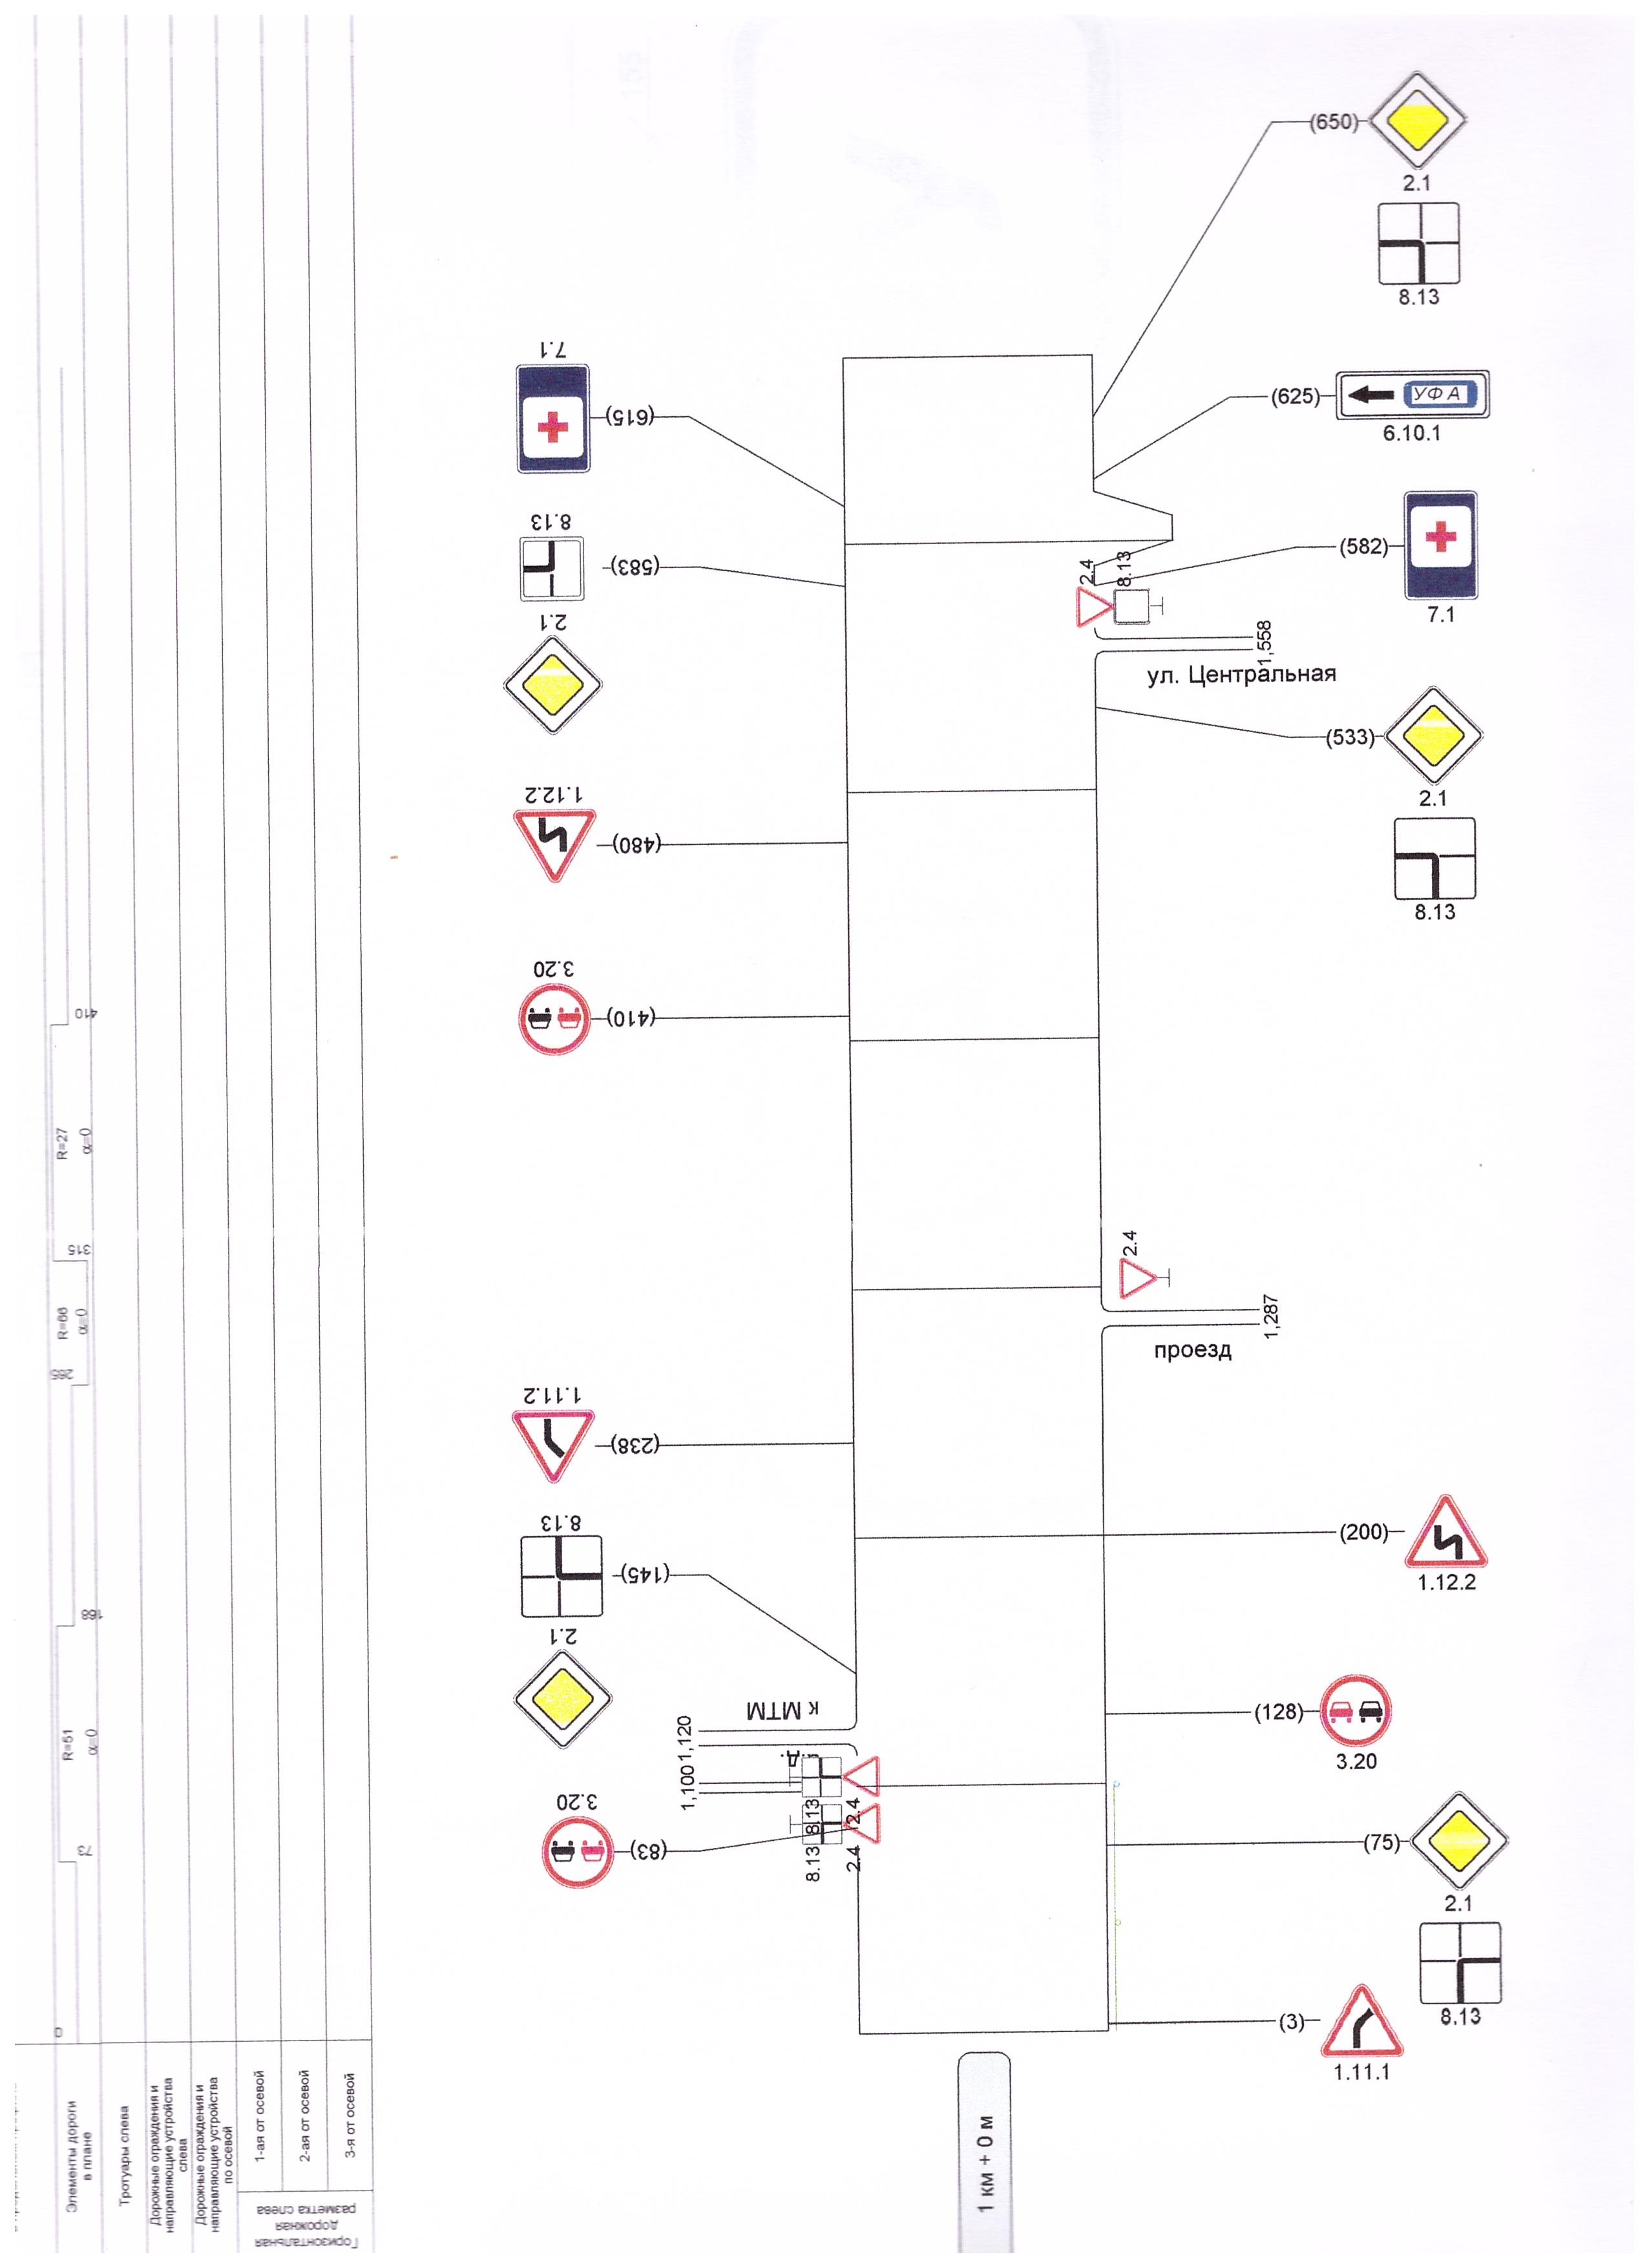 (650)
2.1
8.13
7.1
(615)
(625)
УФА
6.10.1
8.13
(583)
(582)
7.1
2.4
8.13
2.1
1,558
ул. Центральная
(533)
2.1
8.13
1.12.2
(480)
3.20
(410)
410
R=27
α=0
315
R=66
α=0
265
2.4
1,287
проезд
1.11.2
(238)
(200)
1.12.2
8.13
(145)
168
2.1
к МТМ
1,120
1,100
(128)
3.20
R=51
α=0
3.20
(83)
8.13
8.13
2.4
2.4
73
(75)
2.1
8.13
(3)
1.11.1
0
1 км + 0 м
Элементы дороги
в плане
Тротуары слева
Дорожные ограждения и
направляющие устройства
слева
Дорожные ограждения и
направляющие устройства
по осевой
1-ая от осевой
2-ая от осевой
3-я от осевой
Горизонтальная
дорожная
разметка слева